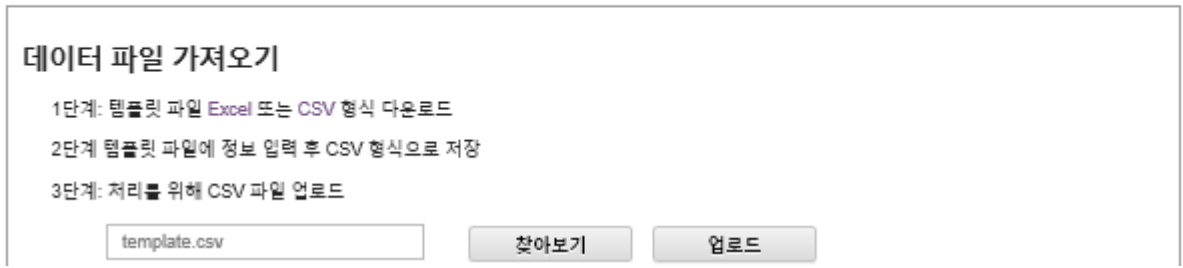 데이터 파일 가져오기
1단계: 템플릿 파일 Excel 또는 CSV 형식 다운로드
2단계 템플릿 파일에 정보 입력 후 CSV 형식으로 저장
3단계: 처리를 위해 CSV 파일 업로드
template.csv 찾아보기 업로드